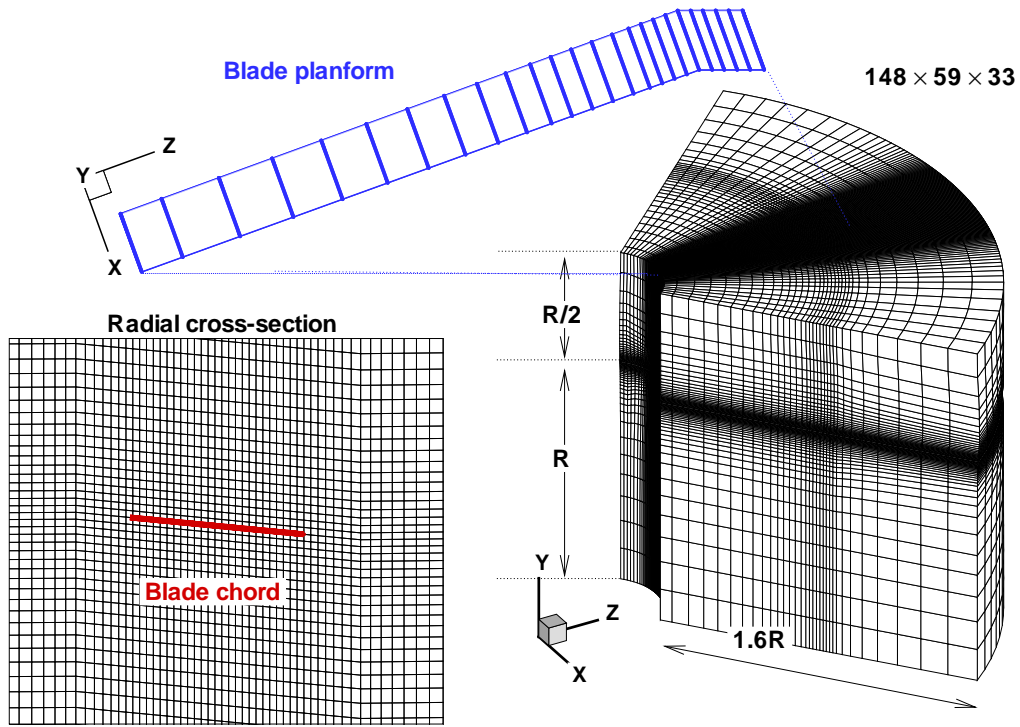 Blade planform
148 × 59 × 33
Z
Y
X
R/2
Radial cross-section
R
Blade chord
Y
Z
X
1.6R